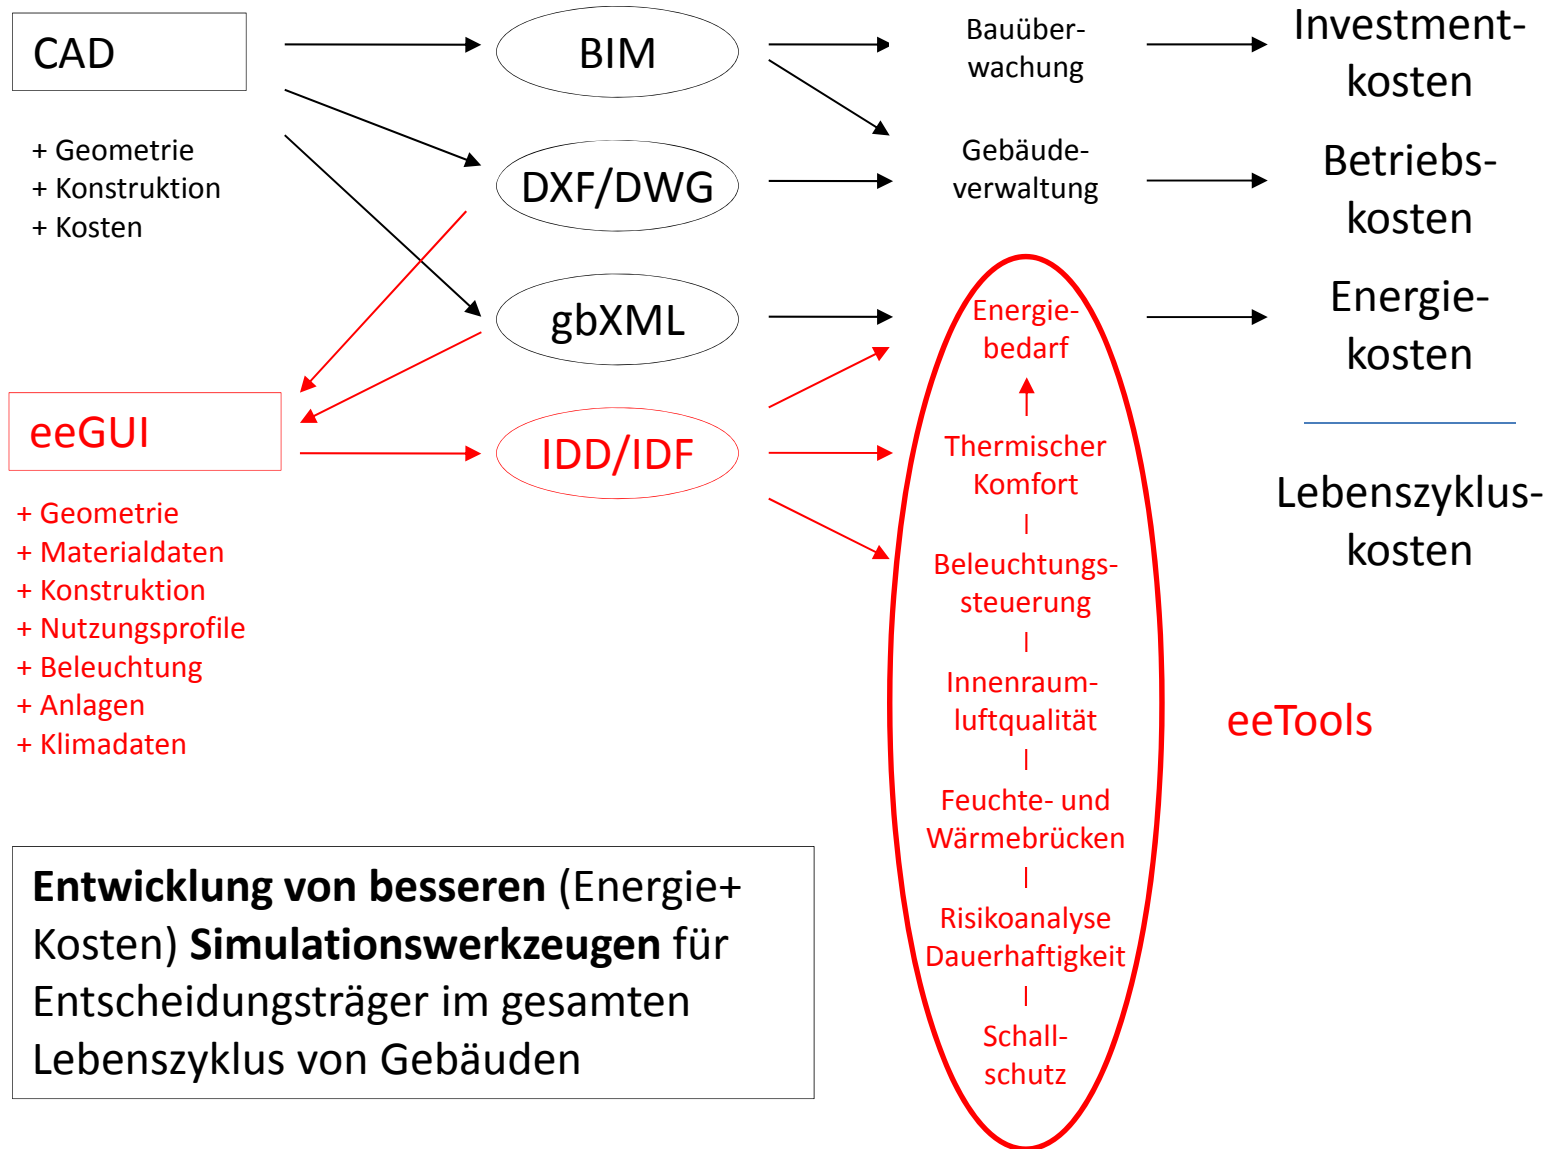 CAD
+ Geometrie
+ Konstruktion
+ Kosten
BIM
DXF/DWG
gbXML
IDD/IDF
Bauüber-
wachung
Gebäude-
verwaltung
Investment-
kosten
Betriebs-
kosten
Energie-
kosten
Lebenszyklus-
kosten
eeGUI
+ Geometrie
+ Materialdaten
+ Konstruktion
+ Nutzungsprofile
+ Beleuchtung
+ Anlagen
+ Klimadaten
Energie-
bedarf
Thermischer
Komfort
Beleuchtungs-
steuerung
Innenraum-
luftqualität
Feuchte- und
Wärmebrücken
Risikoanalyse
Dauerhaftigkeit
Schall-
schutz
eeTools
Entwicklung von besseren (Energie+
Kosten) Simulationswerkzeugen für
Entscheidungsträger im gesamten
Lebenszyklus von Gebäuden